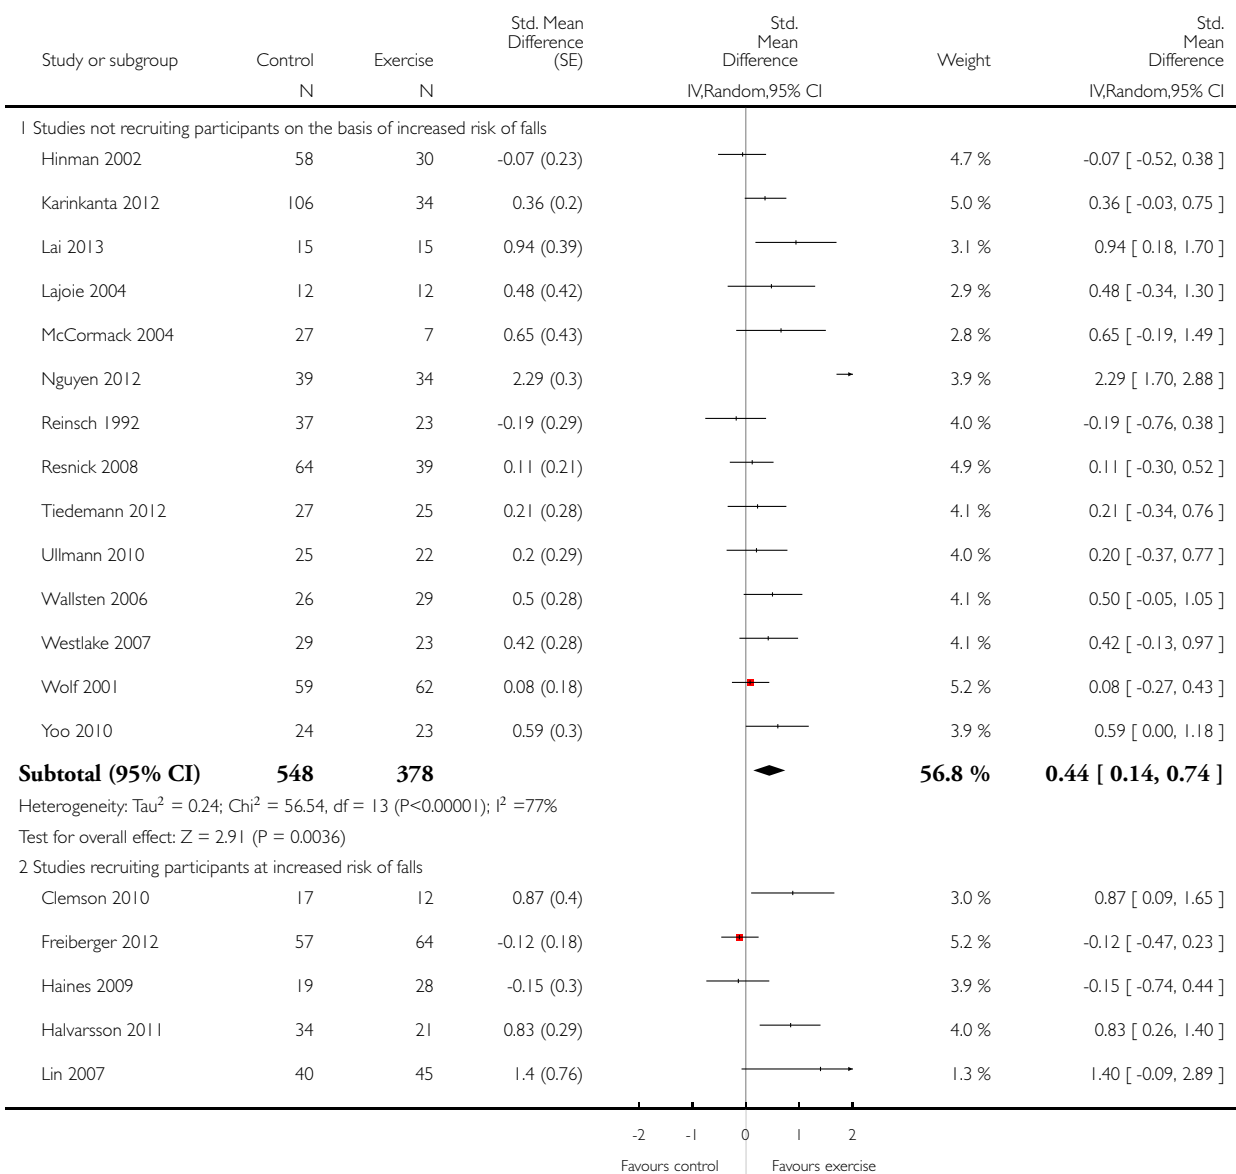 Study or subgroup Control Exercise Std. Mean Difference (SE) Std. Mean Difference Weight Std. Mean Difference
N N IV,Random,95% CI IV,Random,95% CI
1 Studies not recruiting participants on the basis of increased risk of falls
Hinman 2002 58 30 -0.07 (0.23) 4.7 % -0.07 [ -0.52, 0.38 ]
Karinkanta 2012 106 34 0.36 (0.2) 5.0 % 0.36 [ -0.03, 0.75 ]
Lai 2013 15 15 0.94 (0.39) 3.1 % 0.94 [ 0.18, 1.70 ]
Lajoie 2004 12 12 0.48 (0.42) 2.9 % 0.48 [ -0.34, 1.30 ]
McCormack 2004 27 7 0.65 (0.43) 2.8 % 0.65 [ -0.19, 1.49 ]
Nguyen 2012 39 34 2.29 (0.3) 3.9 % 2.29 [ 1.70, 2.88 ]
Reinsch 1992 37 23 -0.19 (0.29) 4.0 % -0.19 [ -0.76, 0.38 ]
Resnick 2008 64 39 0.11 (0.21) 4.9 % 0.11 [ -0.30, 0.52 ]
Tiedemann 2012 27 25 0.21 (0.28) 4.1 % 0.21 [ -0.34, 0.76 ]
Ullmann 2010 25 22 0.2 (0.29) 4.0 % 0.20 [ -0.37, 0.77 ]
Wallsten 2006 26 29 0.5 (0.28) 4.1 % 0.50 [ -0.05, 1.05 ]
Westlake 2007 29 23 0.42 (0.28) 4.1 % 0.42 [ -0.13, 0.97 ]
Wolf 2001 59 62 0.08 (0.18) 5.2 % 0.08 [ -0.27, 0.43 ]
Yoo 2010 24 23 0.59 (0.3) 3.9 % 0.59 [ 0.00, 1.18 ]
Subtotal (95% CI) 548 378 56.8 % 0.44 [ 0.14, 0.74 ]
Heterogeneity: Tau² = 0.24; Chi² = 56.54, df = 13 (P<0.00001); I² =77%
Test for overall effect: Z = 2.91 (P = 0.0036)
2 Studies recruiting participants at increased risk of falls
Clemson 2010 17 12 0.87 (0.4) 3.0 % 0.87 [ 0.09, 1.65 ]
Freiberger 2012 57 64 -0.12 (0.18) 5.2 % -0.12 [ -0.47, 0.23 ]
Haines 2009 19 28 -0.15 (0.3) 3.9 % -0.15 [ -0.74, 0.44 ]
Halvarsson 2011 34 21 0.83 (0.29) 4.0 % 0.83 [ 0.26, 1.40 ]
Lin 2007 40 45 1.4 (0.76) 1.3 % 1.40 [ -0.09, 2.89 ]
-2 -1 0 1 2
Favours control Favours exercise